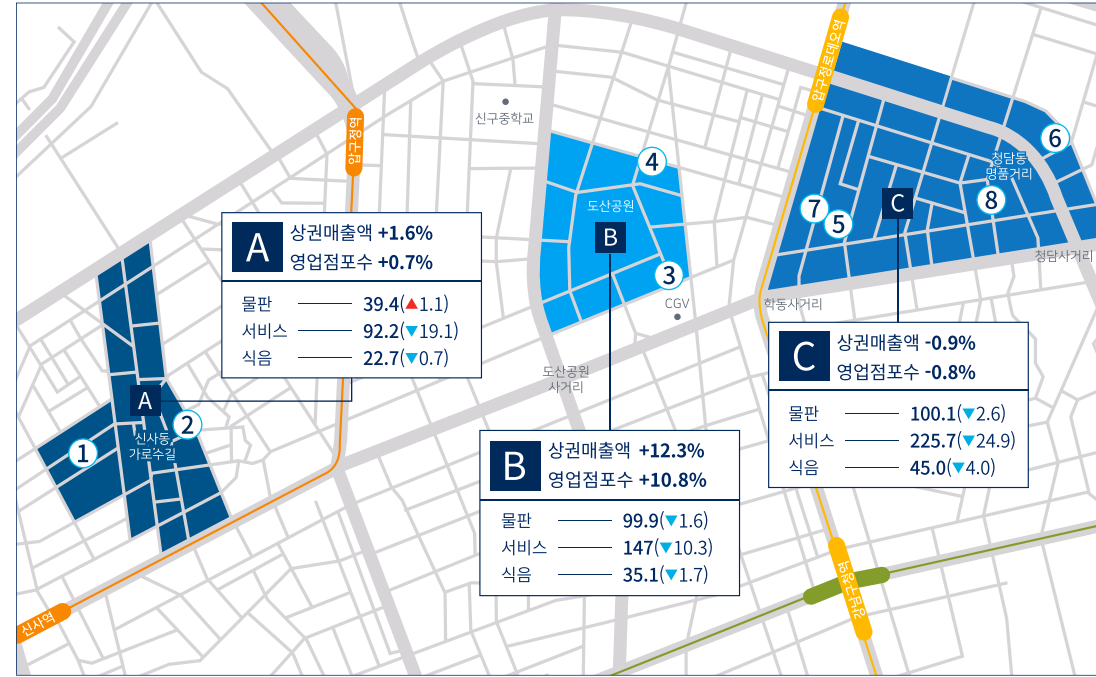 압구정로데오역
신구중학교
압구정역
4
6
청담동
명품거리
도산공원
B
7
5
C
8
A
상권매출액 +1.6%
영업점포수 +0.7%
물판 39.4(▲1.1)
서비스 92.2(▼19.1)
식음 22.7(▼0.7)
3
CGV
청담사거리
학동사거리
도산공원
사거리
C
상권매출액 -0.9%
영업점포수 -0.8%
물판 100.1(▼2.6)
서비스 225.7(▼24.9)
식음 45.0(▼4.0)
A
2
1
신사동
가로수길
B
상권매출액 +12.3%
영업점포수 +10.8%
물판 99.9(▼1.6)
서비스 147(▼10.3)
식음 35.1(▼1.7)
강남구청역
신사역